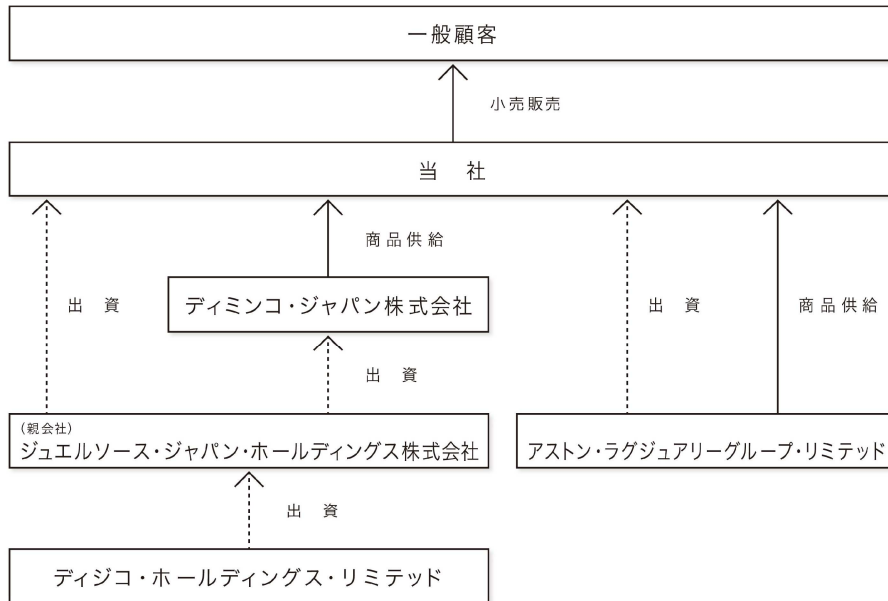 一般顧客
小売販売
当 社
商品供給
出 資
ディミンコ・ジャパン株式会社
出 資
商品供給
出 資
(親会社)
ジュエルソース・ジャパン・ホールディングス株式会社
アストン・ラグジュアリーグループ・リミテッド
出 資
ディジコ・ホールディングス・リミテッド